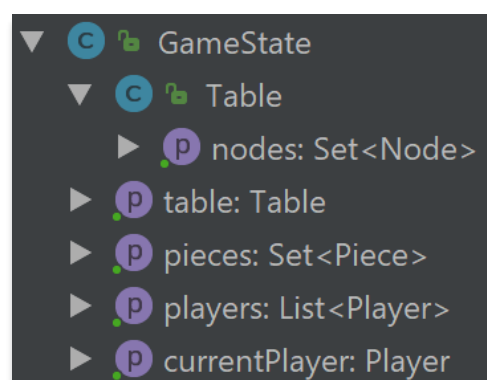 C GameState
C Table
p nodes: Set<Node>
p table: Table
p pieces: Set<Piece>
p players: List<Player>
p currentPlayer: Player